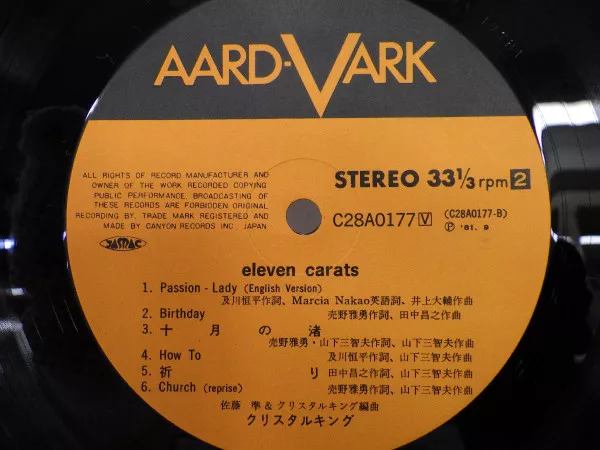 AARD-VARK
ALL RIGHTS OF RECORD MANUFACTURER AND
OWNER OF THE WORK RECORDED COPYING
PUBLIC PERFORMANCE, BROADCASTING OF
THESE RECORDS ARE FORBIDDEN ORIGINAL
RECORDING BY. TRADE MARK REGISTERED AND
MADE BY CANYON RECORDS INC. JAPAN
JASRAC
STEREO 33⅓ rpm 2
C28A0177 V (C28A0177-B)
Ⓟ '81. 9
eleven carats
1. Passion - Lady (English Version)
及川恒平作詞、Marcia Nakao英語詞、井上大輔作曲
2. Birthday 売野雅勇作詞、田中昌之作曲
3. 十月の渚
売野雅勇・山下三智夫作詞、山下三智夫作曲
4. How To 及川恒平作詞、山下三智夫作曲
5. 祈り 田中昌之作詞、山下三智夫作曲
6. Church (reprise) 売野雅勇作詞、山下三智夫作曲
佐藤 準 & クリスタルキング編曲
クリスタルキング